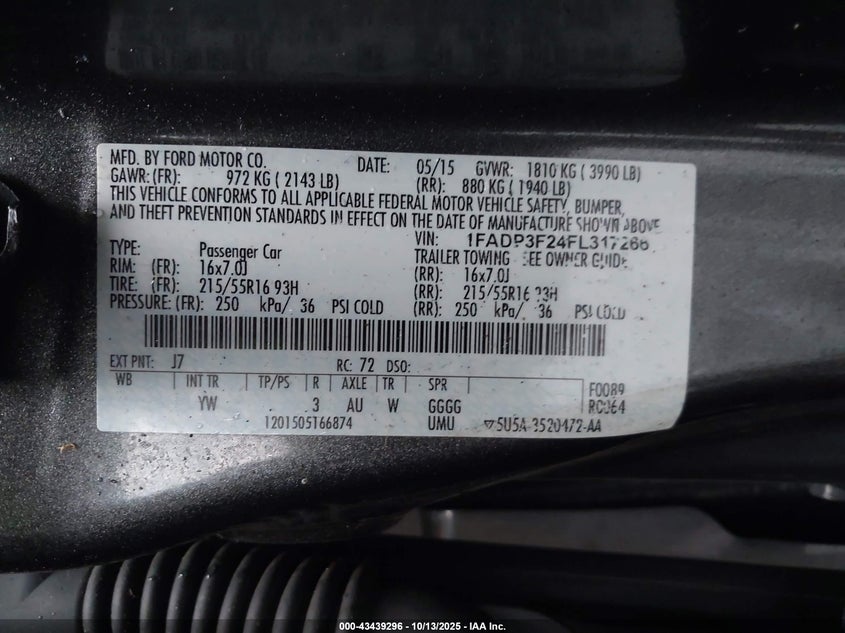 MFD. BY FORD MOTOR CO. DATE: 05/15 GVWR: 1810 KG ( 3990 LB)
GAWR:(FR): 972 KG ( 2143 LB) (RR): 880 KG ( 1940 LB)
THIS VEHICLE CONFORMS TO ALL APPLICABLE FEDERAL MOTOR VEHICLE SAFETY, BUMPER,
AND THEFT PREVENTION STANDARDS IN EFFECT ON THE DATE OF MANUFACTURE SHOWN ABOVE
VIN: 1FADP3F24FL317266
TYPE: Passenger Car TRAILER TOWING - SEE OWNER GUIDE
RIM: (FR): 16x7.0J (RR): 16x7.0J
TIRE: (FR): 215/55R16 93H (RR): 215/55R16 93H
PRESSURE: (FR): 250 kPa/ 36 PSI COLD (RR): 250 kPa/ 36 PSI COLD
EXT PNT: J7 RC: 72 DSO:
WB INT TR TP/PS R AXLE TR SPR F0089
YW 3 AU W GGGG RC064
1201505166874 UMU ▽5U5A-3520472-AA
000-43439296 - 10/13/2025 - IAA Inc.